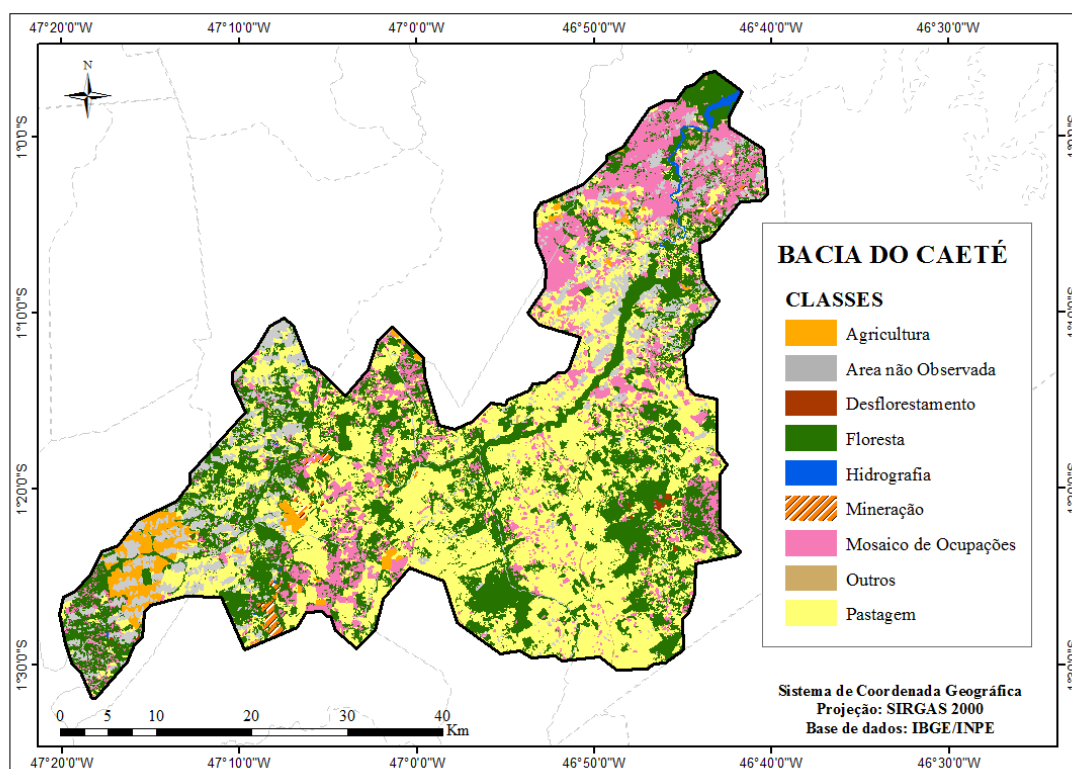 47°20'0"W 47°10'0"W 47°0'0"W 46°50'0"W 46°40'0"W 46°30'0"W
N
1°0'0"S
1°10'0"S
1°20'0"S
1°30'0"S
BACIA DO CAETÉ
CLASSES
Agricultura
Area não Observada
Desflorestamento
Floresta
Hidrografia
Mineração
Mosaico de Ocupações
Outros
Pastagem
Sistema de Coordenada Geográfica
Projeção: SIRGAS 2000
Base de dados: IBGE/INPE
0 5 10 20 30 40
Km
47°20'0"W 47°10'0"W 47°0'0"W 46°50'0"W 46°40'0"W 46°30'0"W